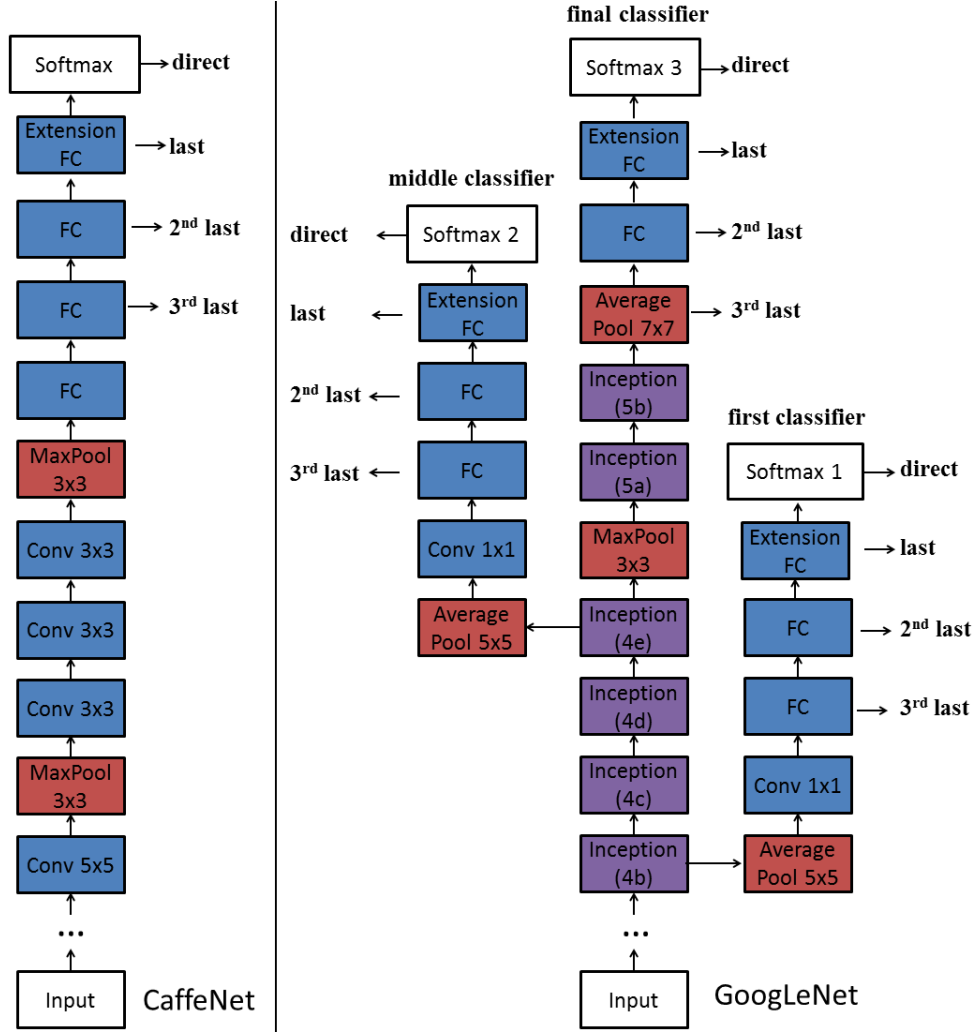 Softmax
direct
Extension
FC
last
FC
2nd last
FC
3rd last
FC
MaxPool
3x3
Conv 3x3
Conv 3x3
Conv 3x3
MaxPool
3x3
Conv 5x5
...
Input
CaffeNet
middle classifier
direct
Softmax 2
last
Extension
FC
2nd last
FC
3rd last
FC
Conv 1x1
Average
Pool 5x5
final classifier
Softmax 3
direct
Extension
FC
last
FC
2nd last
Average
Pool 7x7
3rd last
Inception
(5b)
Inception
(5a)
MaxPool
3x3
Inception
(4e)
Inception
(4d)
Inception
(4c)
Inception
(4b)
...
Input
first classifier
Softmax 1
direct
Extension
FC
last
FC
2nd last
FC
3rd last
Conv 1x1
Average
Pool 5x5
GoogLeNet